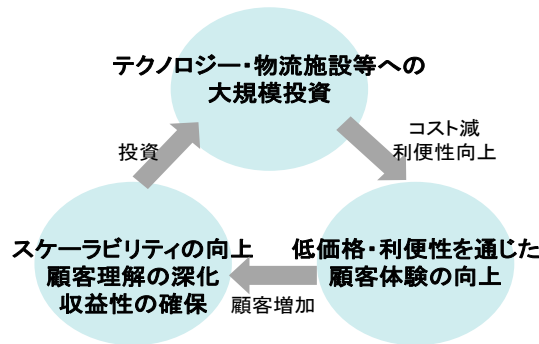 テクノロジー・物流施設等への
大規模投資
コスト減
利便性向上
投資
スケーラビリティの向上
顧客理解の深化
収益性の確保
低価格・利便性を通じた
顧客体験の向上
顧客増加